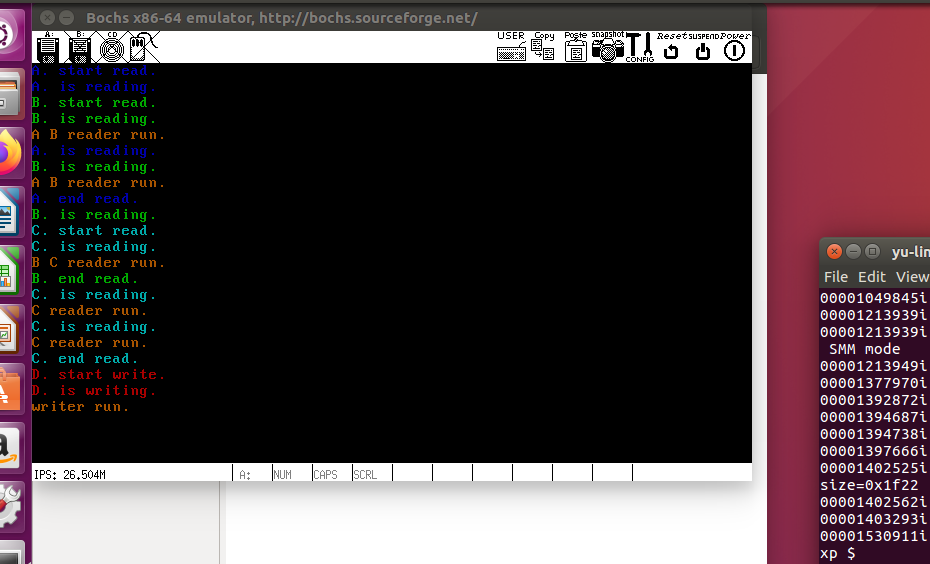 Bochs x86-64 emulator, http://bochs.sourceforge.net/
A: B: CD USER Copy Paste snapshot CONFIG Reset SUSPEND Power
A. start read.
A. is reading.
B. start read.
B. is reading.
A B reader run.
A. is reading.
B. is reading.
A B reader run.
A. end read.
B. is reading.
C. start read.
C. is reading.
B C reader run.
B. end read.
C. is reading.
C reader run.
C. is reading.
C reader run.
C. end read.
D. start write.
D. is writing.
writer run.
IPS: 26.504M A: NUM CAPS SCRL
yu-lin
File Edit View
00001049845i
00001213939i
00001213939i
SMM mode
00001213949i
00001377970i
00001392872i
00001394687i
00001394738i
00001397666i
00001402525i
size=0x1f22
00001402562i
00001403293i
00001530911i
xp $